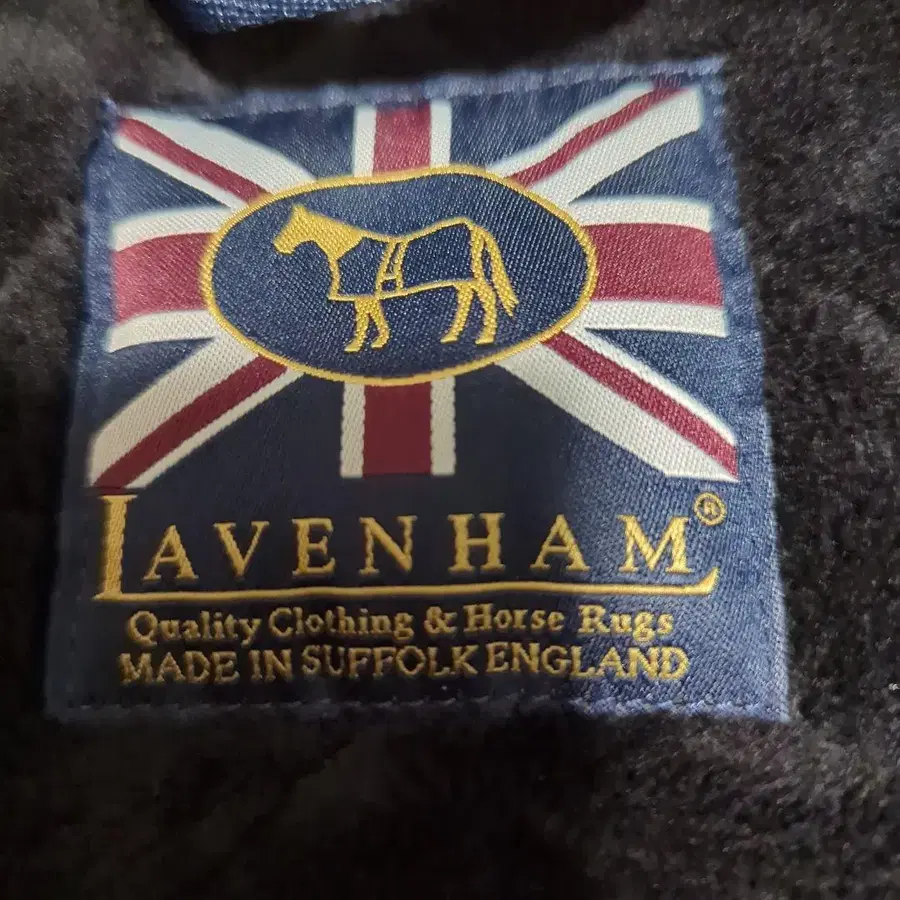 LAVENHAM®
Quality Clothing & Horse Rugs
MADE IN SUFFOLK ENGLAND